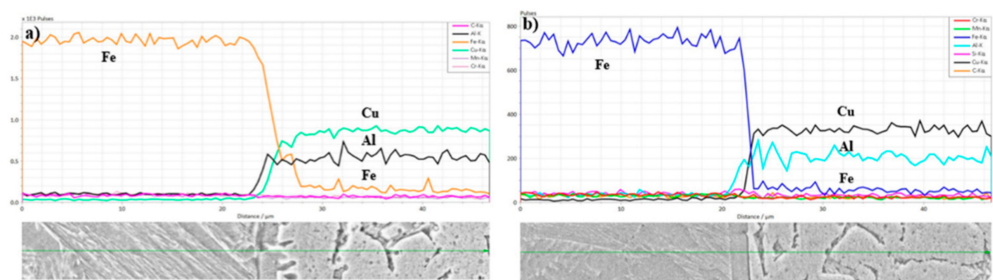 x 1E3 Pulses
a)
2.0
1.5
1.0
0.5
0.0
Fe
Cu
Al
Fe
C-Kα
Al-K
Fe-Kα
Cu-Kα
Mn-Kα
Cr-Kα
0
10
20
30
40
Distance / µm
Pulses
b)
800
600
400
200
0
Fe
Cu
Al
Fe
Cr-Kα
Mn-Kα
Fe-Kα
Al-K
Cu-Kα
C-Kα
0
10
20
30
40
Distance / µm